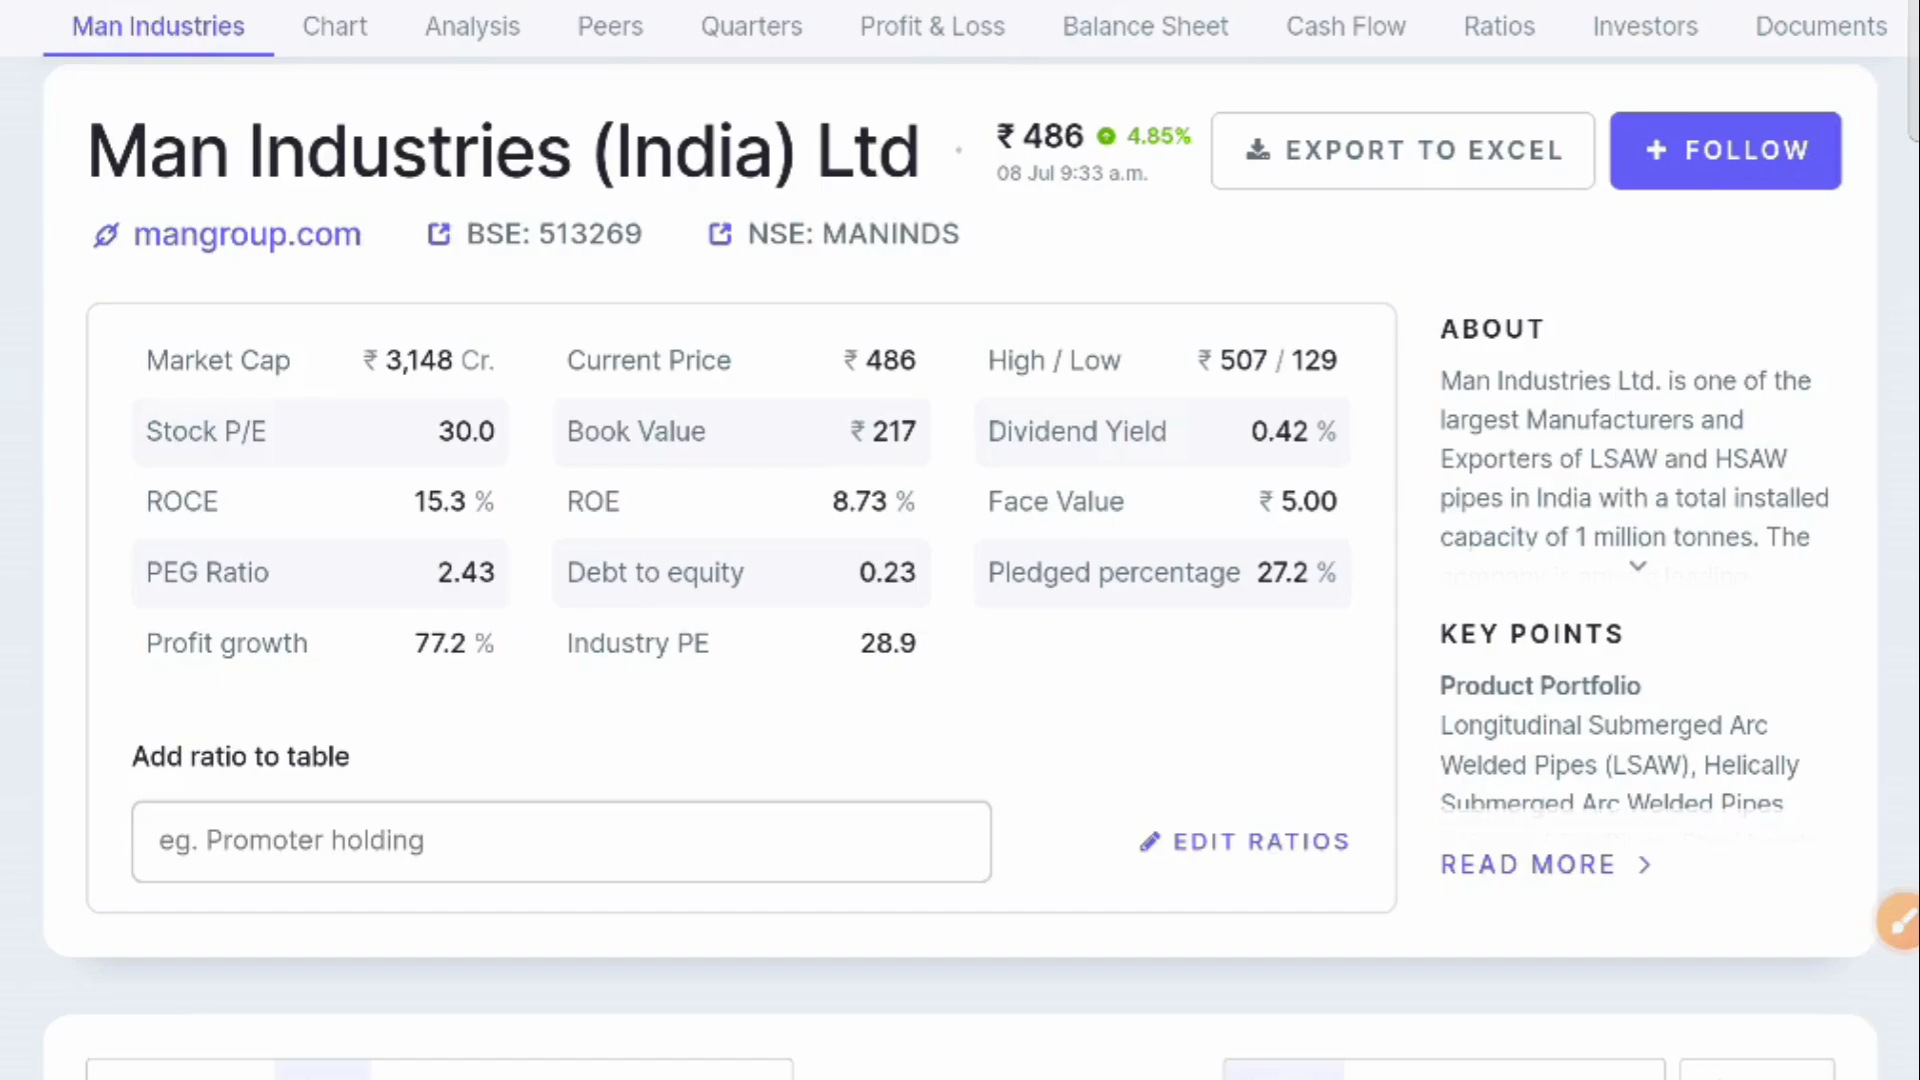 Man Industries Chart Analysis Peers Quarters Profit & Loss Balance Sheet Cash Flow Ratios Investors Documents
Man Industries (India) Ltd
₹ 486 4.85%
08 Jul 9:33 a.m.
EXPORT TO EXCEL
+ FOLLOW
mangroup.com BSE: 513269 NSE: MANINDS
Market Cap ₹ 3,148 Cr. Current Price ₹ 486 High / Low ₹ 507 / 129
Stock P/E 30.0 Book Value ₹ 217 Dividend Yield 0.42 %
ROCE 15.3 % ROE 8.73 % Face Value ₹ 5.00
PEG Ratio 2.43 Debt to equity 0.23 Pledged percentage 27.2 %
Profit growth 77.2 % Industry PE 28.9
Add ratio to table
eg. Promoter holding
EDIT RATIOS
ABOUT
Man Industries Ltd. is one of the
largest Manufacturers and
Exporters of LSAW and HSAW
pipes in India with a total installed
capacity of 1 million tonnes. The
KEY POINTS
Product Portfolio
Longitudinal Submerged Arc
Welded Pipes (LSAW), Helically
Submerged Arc Welded Pipes
READ MORE